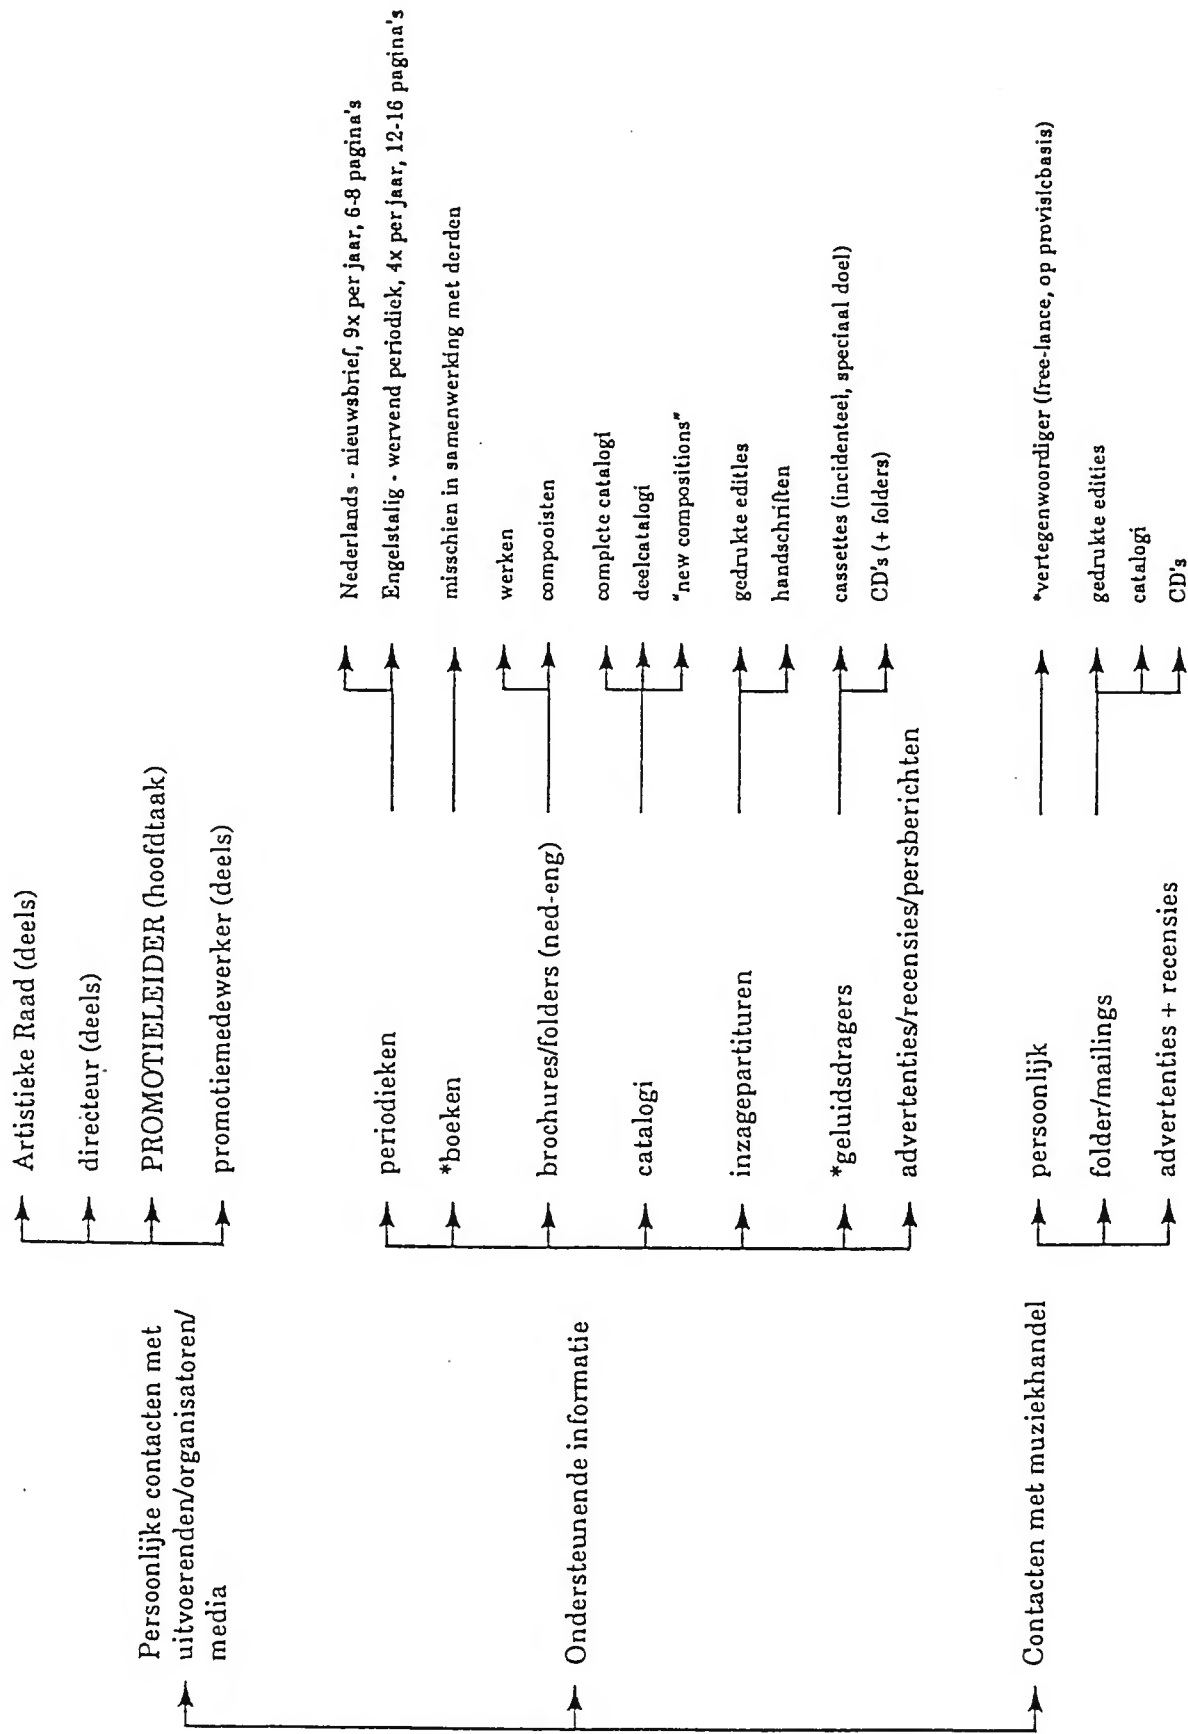 Persoonlijke contacten met
uitvoerenden/organisatoren/
media
Artistieke Raad (deels)
directeur (deels)
PROMOTIELEIDER (hoofdtaak)
promotiemedewerker (deels)
Ondersteunende informatie
periodieken
Nederlands - nieuwsbrief, 9x per jaar, 6-8 pagina's
Engelstalig - wervend periodiek, 4x per jaar, 12-16 pagina's
*boeken
misschien in samenwerking met derden
brochures/folders (ned-eng)
werken
componisten
catalogi
complete catalogi
deelcatalogi
"new compositions"
inzagepartituren
gedrukte edities
handschriften
*geluidsdragers
cassettes (incidenteel, speciaal doel)
CD's (+ folders)
advertenties/recensies/persberichten
Contacten met muziekhandel
persoonlijk
*vertegenwoordiger (free-lance, op provisiebasis)
folder/mailings
gedrukte edities
catalogi
CD's
advertenties + recensies